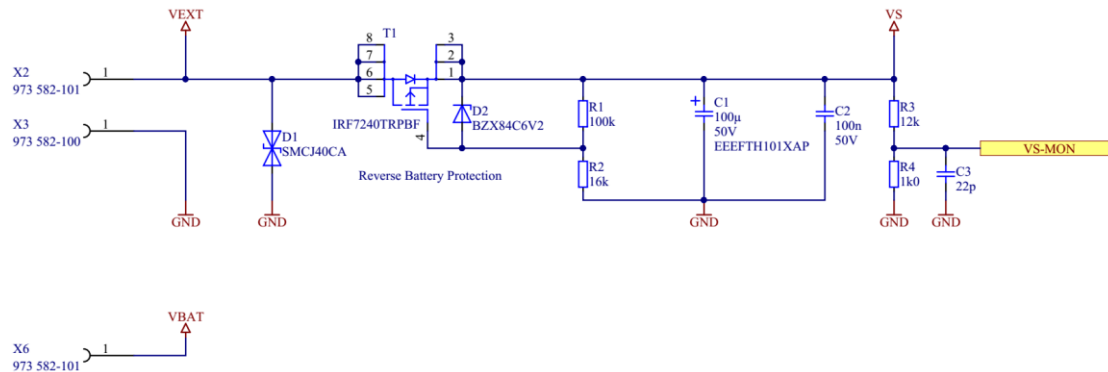 VEXT
VS
X2
973 582-101
1
X3
973 582-100
1
8
7
6
5
T1
3
2
1
4
IRF7240TRPBF
D2
BZX84C6V2
D1
SMCJ40CA
Reverse Battery Protection
R1
100k
R2
16k
+
C1
100µ
50V
EEEFTH101XAP
C2
100n
50V
R3
12k
R4
1k0
C3
22p
VS-MON
GND
GND
GND
GND
GND
VBAT
X6
973 582-101
1